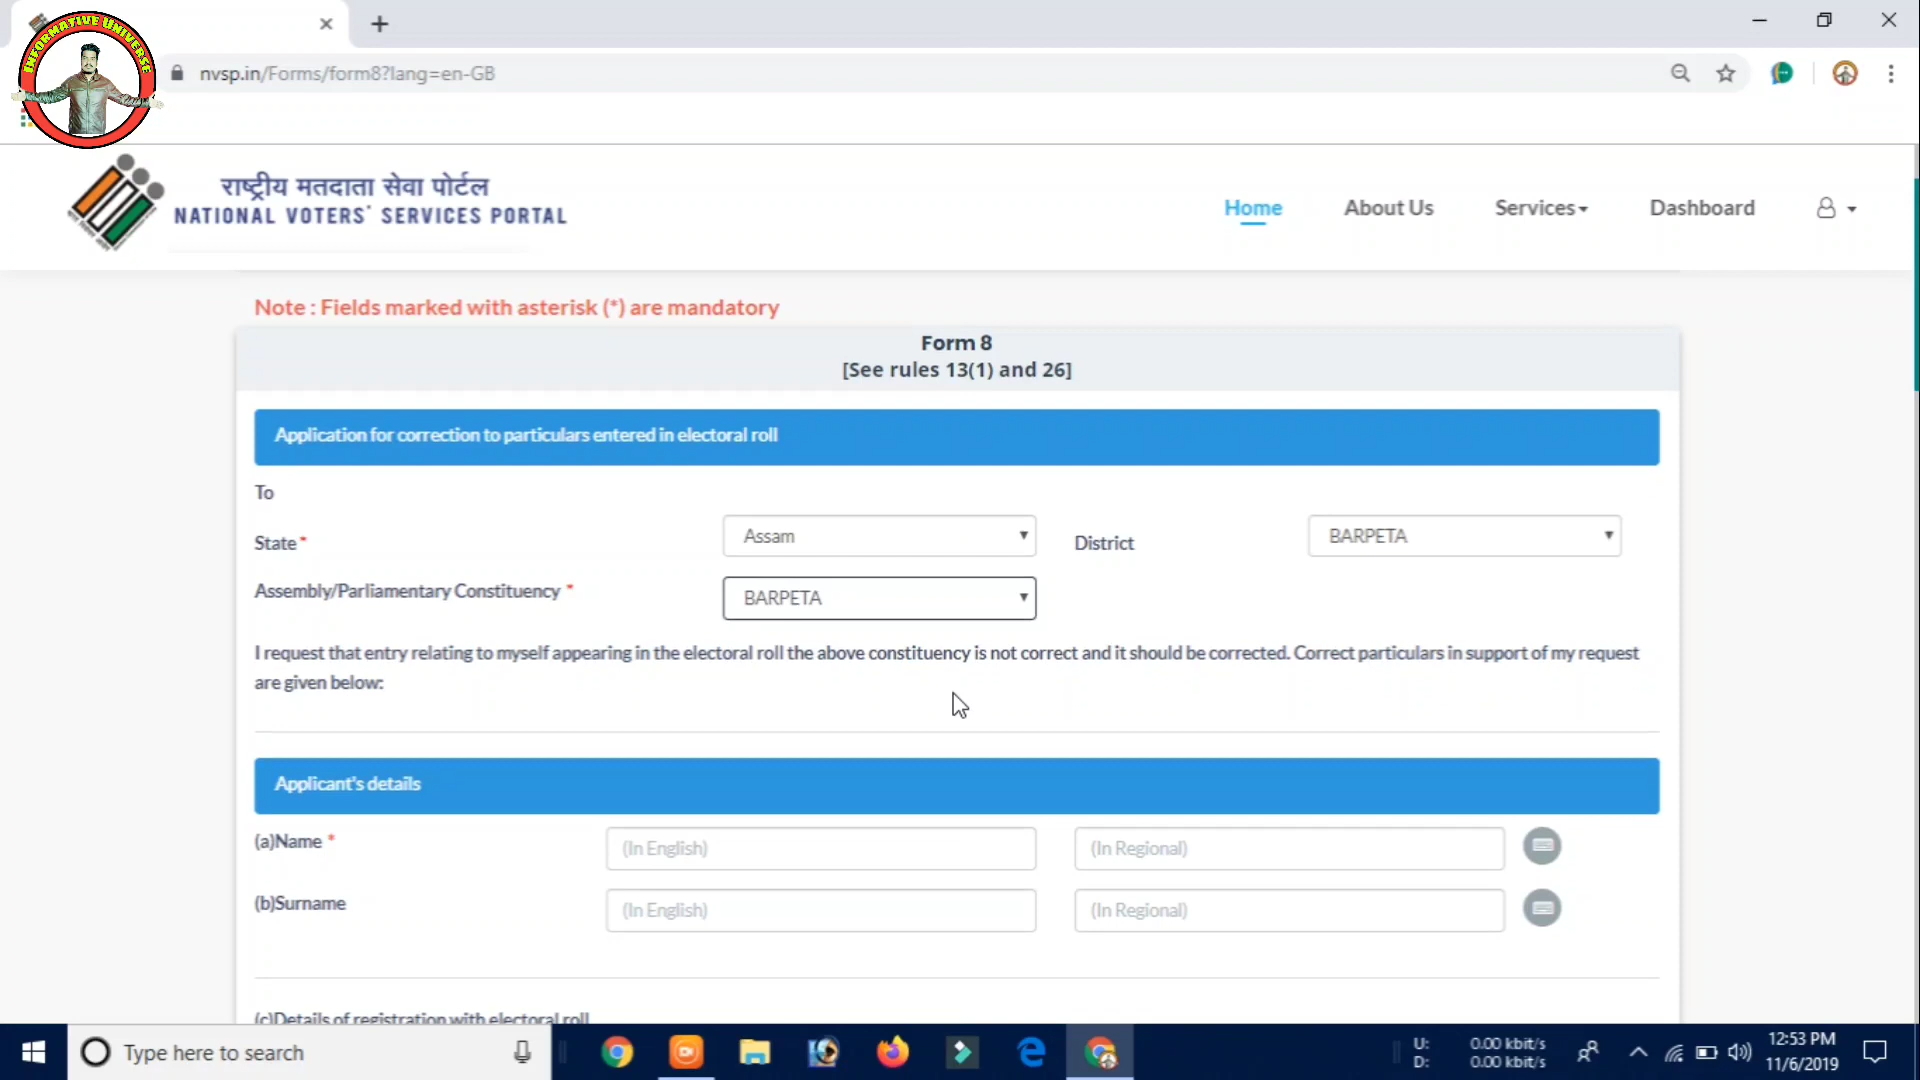 INFORMATIVE UNIVERSE
nvsp.in/Forms/form8?lang=en-GB
राष्ट्रीय मतदाता सेवा पोर्टल
NATIONAL VOTERS' SERVICES PORTAL
Home
About Us
Services
Dashboard
Note : Fields marked with asterisk (*) are mandatory
Form 8
[See rules 13(1) and 26]
Application for correction to particulars entered in electoral roll
To
State *
Assam
District
BARPETA
Assembly/Parliamentary Constituency *
BARPETA
I request that entry relating to myself appearing in the electoral roll the above constituency is not correct and it should be corrected. Correct particulars in support of my request
are given below:
Applicant's details
(a)Name *
(In English)
(In Regional)
(b)Surname
(In English)
(In Regional)
(c)Details of registration with electoral roll
Type here to search
U: 0.00 kbit/s
D: 0.00 kbit/s
12:53 PM
11/6/2019